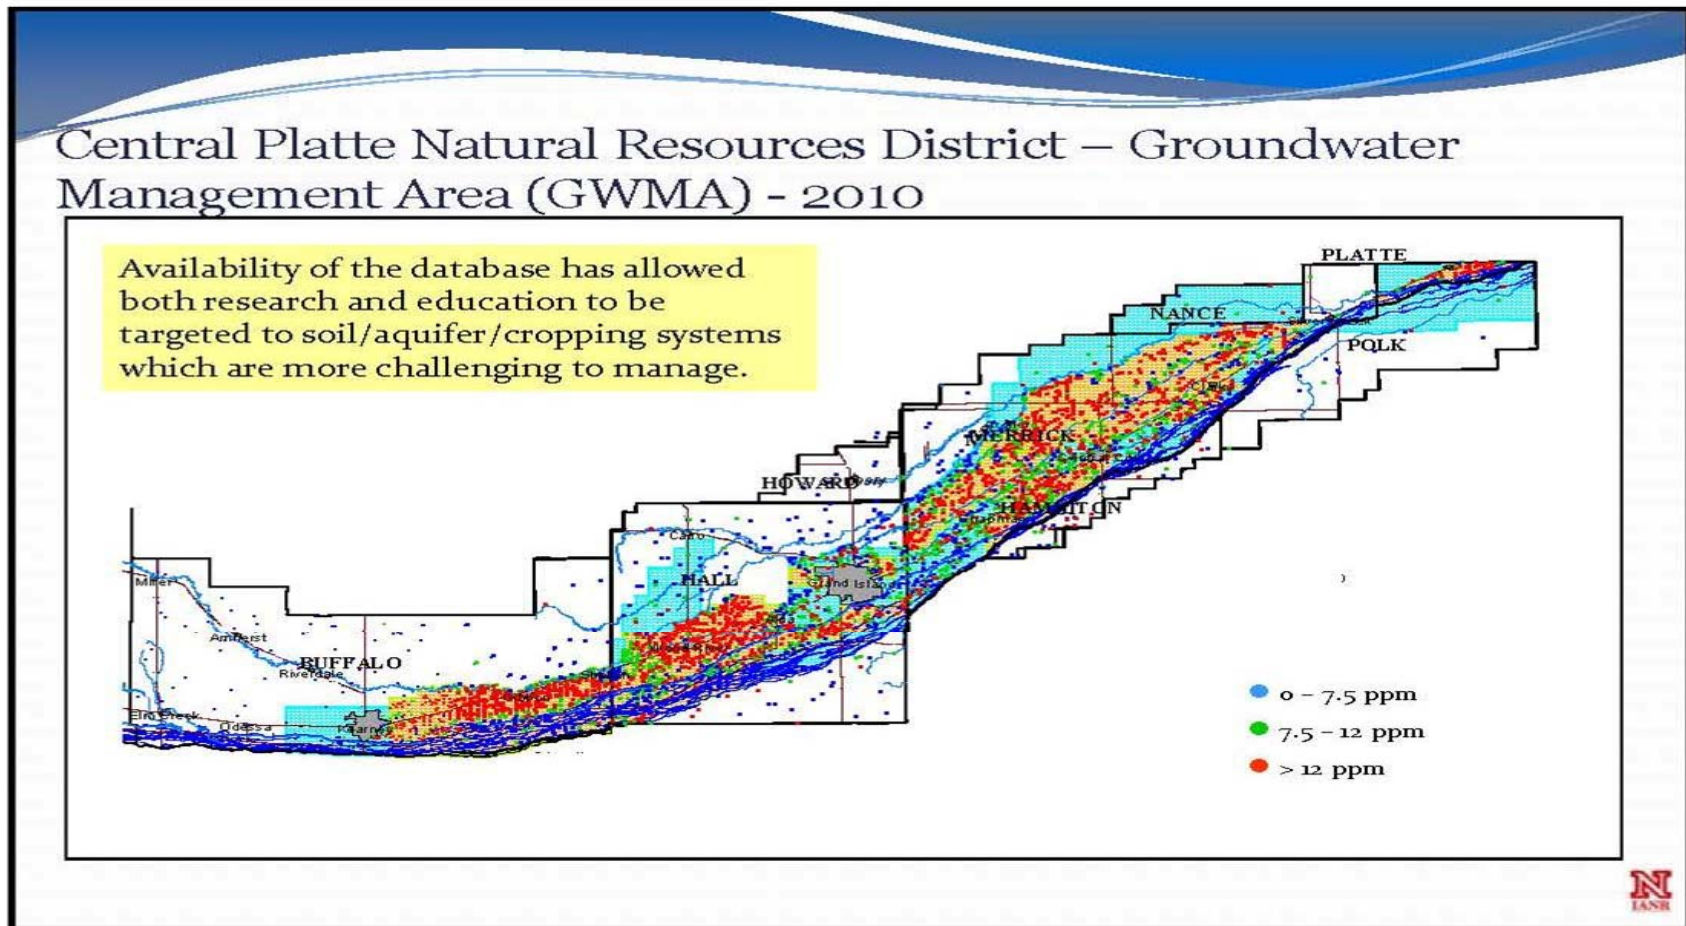 Central Platte Natural Resources District – Groundwater
Management Area (GWMA) - 2010
Availability of the database has allowed
both research and education to be
targeted to soil/aquifer/cropping systems
which are more challenging to manage.
PLATTE
NANCE
POLK
MERRICK
HOWARD
HAMILTON
Cairo
HALL
Grand Island
Amherst
BUFFALO
Riverdale
Elm Creek
Odessa
Kearney
0 – 7.5 ppm
7.5 – 12 ppm
> 12 ppm
N
IANR